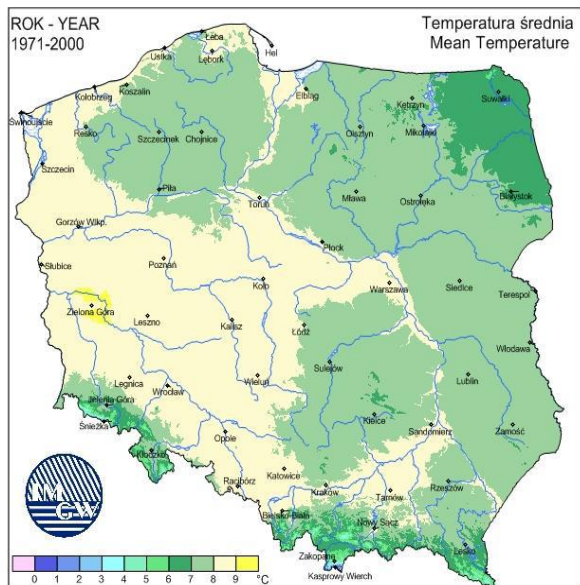 ROK - YEAR
1971-2000
Temperatura średnia
Mean Temperature
Łeba
Hel
Ustka
Lębork
Koszalin
Kołobrzeg
Elbląg
Kętrzyn
Suwałki
Świnoujście
Resko
Szczecinek
Chojnice
Olsztyn
Mikołajki
Szczecin
Piła
Toruń
Mława
Ostrołęka
Białystok
Gorzów Wlkp.
Płock
Słubice
Poznań
Koło
Warszawa
Siedlce
Terespol
Zielona Góra
Leszno
Kalisz
Łódź
Włodawa
Sulejów
Legnica
Wrocław
Wieluń
Lublin
Jelenia Góra
Śnieżka
Opole
Kielce
Sandomierz
Zamość
Kłodzko
Racibórz
Katowice
Kraków
Tarnów
Rzeszów
Bielsko-Biała
Nowy Sącz
Lesko
Zakopane
Kasprowy Wierch
IM
GW
0 1 2 3 4 5 6 7 8 9 °C